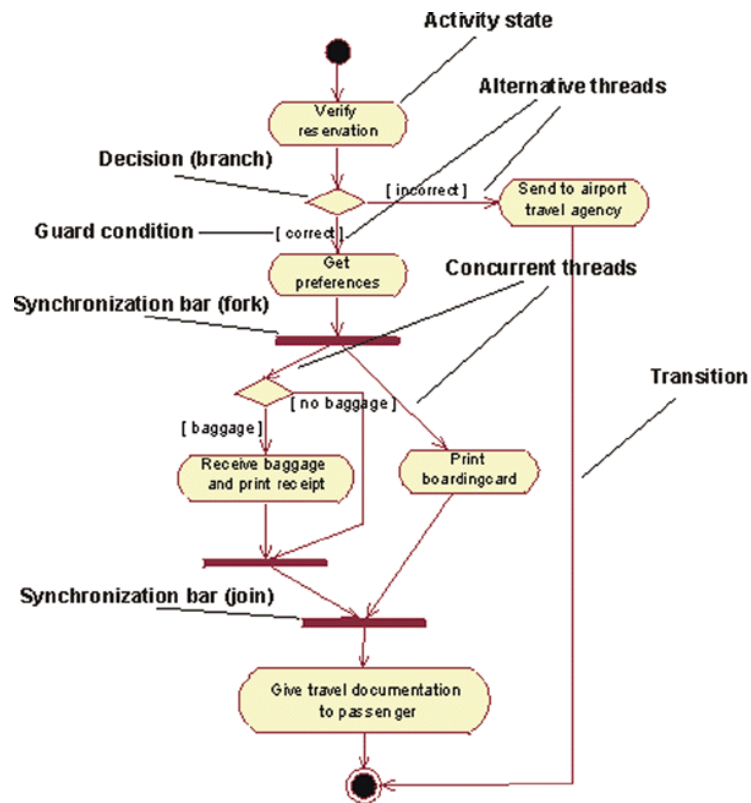 Activity state
Alternative threads
Verify
reservation
Decision (branch)
[ incorrect ]
Send to airport
travel agency
Guard condition
[ correct ]
Get
preferences
Concurrent threads
Synchronization bar (fork)
Transition
[ no baggage ]
[ baggage ]
Receive baggage
and print receipt
Print
boardingcard
Synchronization bar (join)
Give travel documentation
to passenger